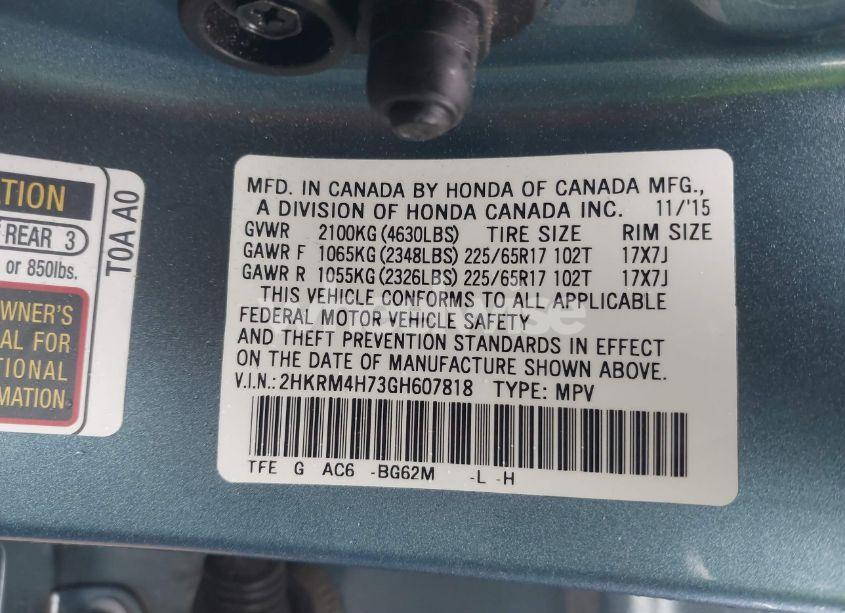 ATION
REAR 3
or 850lbs.
T0A A0
OWNER'S
AL FOR
TIONAL
RMATION
MFD. IN CANADA BY HONDA OF CANADA MFG.,
A DIVISION OF HONDA CANADA INC. 11/'15
GVWR 2100KG(4630LBS) TIRE SIZE RIM SIZE
GAWR F 1065KG(2348LBS) 225/65R17 102T 17X7J
GAWR R 1055KG(2326LBS) 225/65R17 102T 17X7J
THIS VEHICLE CONFORMS TO ALL APPLICABLE
FEDERAL MOTOR VEHICLE SAFETY
AND THEFT PREVENTION STANDARDS IN EFFECT
ON THE DATE OF MANUFACTURE SHOWN ABOVE.
V.I.N.: 2HKRM4H73GH607818 TYPE: MPV
TFE G AC6 -BG62M -L -H